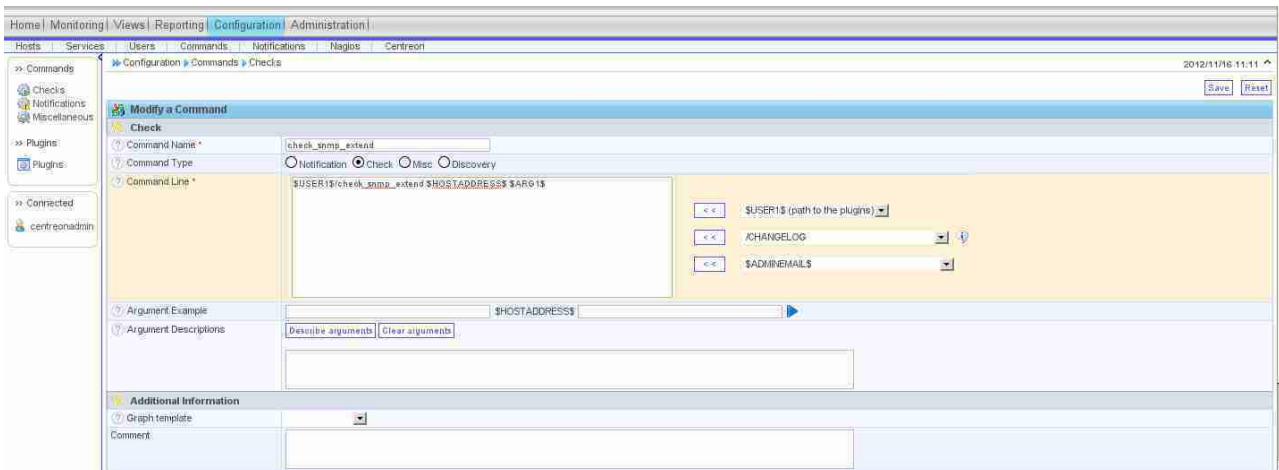 Home| Monitoring| Views| Reporting| Configuration| Administration|
Hosts | Services | Users | Commands | Notifications | Nagios | Centreon
Commands
Checks
Notifications
Miscellaneous
Plugins
Plugins
Connected
centreonadmin
Configuration Commands Checks
2012/11/16 11:11
Save Reset
Modify a Command
Check
Command Name * check_snmp_extend
Command Type Notification Check Misc Discovery
Command Line * $USER1$/check_snmp_extend $HOSTADDRESS$ $ARG1$
<< $USER1$ (path to the plugins)
<< /CHANGELOG
<< $ADMINEMAIL$
Argument Example $HOSTADDRESS$
Argument Descriptions Describe arguments Clear arguments
Additional Information
Graph template
Comment